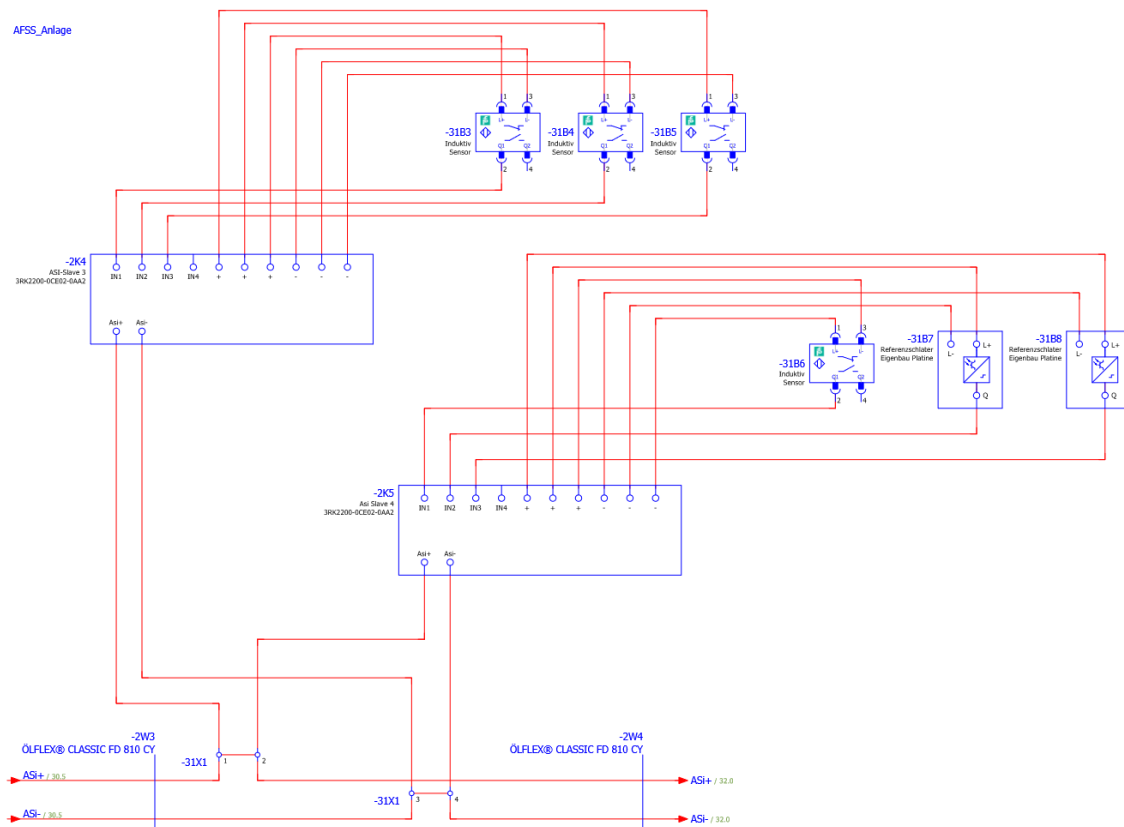 AFSS_Anlage
1 3 1 3 1 3
-31B3 L+ L- -31B4 L+ L- -31B5 L+ L-
Induktiv Induktiv Induktiv
Sensor Q1 Q2 Sensor Q1 Q2 Sensor Q1 Q2
2 4 2 4 2 4
-2K4
ASI-Slave 3
3RK2200-0CE02-0AA2
IN1 IN2 IN3 IN4 + + + - - -
Asi+ Asi-
1 3
-31B6 L+ L-
Induktiv
Sensor Q1 Q2
2 4
-31B7
Referenzschlater
Eigenbau Platine
L- L+
Q
-31B8
Referenzschlater
Eigenbau Platine
L- L+
Q
-2K5
Asi Slave 4
3RK2200-0CE02-0AA2
IN1 IN2 IN3 IN4 + + + - - -
Asi+ Asi-
-2W3
ÖLFLEX® CLASSIC FD 810 CY
-31X1 1 2
-2W4
ÖLFLEX® CLASSIC FD 810 CY
ASi+ / 30.5
ASi+ / 32.0
-31X1 3 4
ASi- / 30.5
ASi- / 32.0